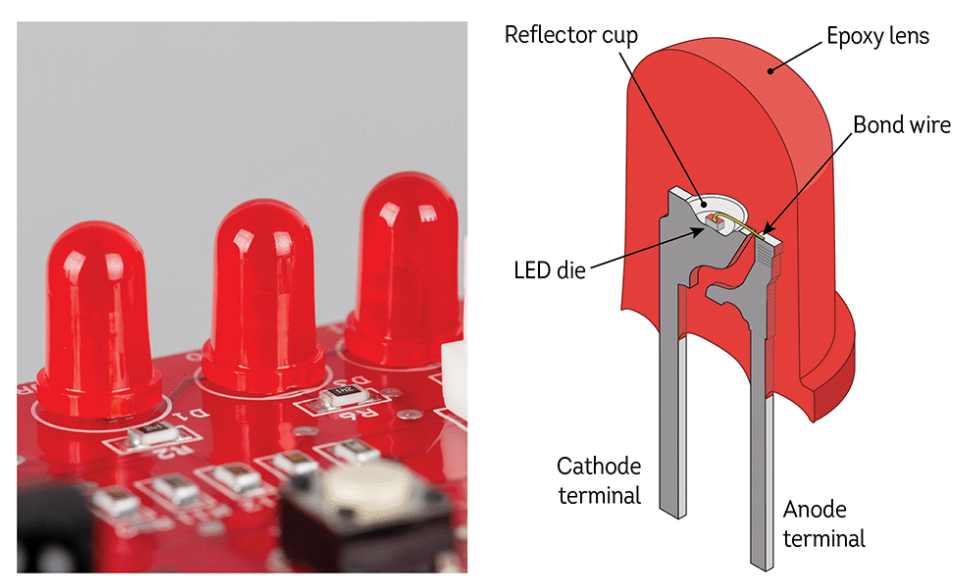 Reflector cup
Epoxy lens
Bond wire
LED die
Cathode
terminal
Anode
terminal
D1
R2
R6